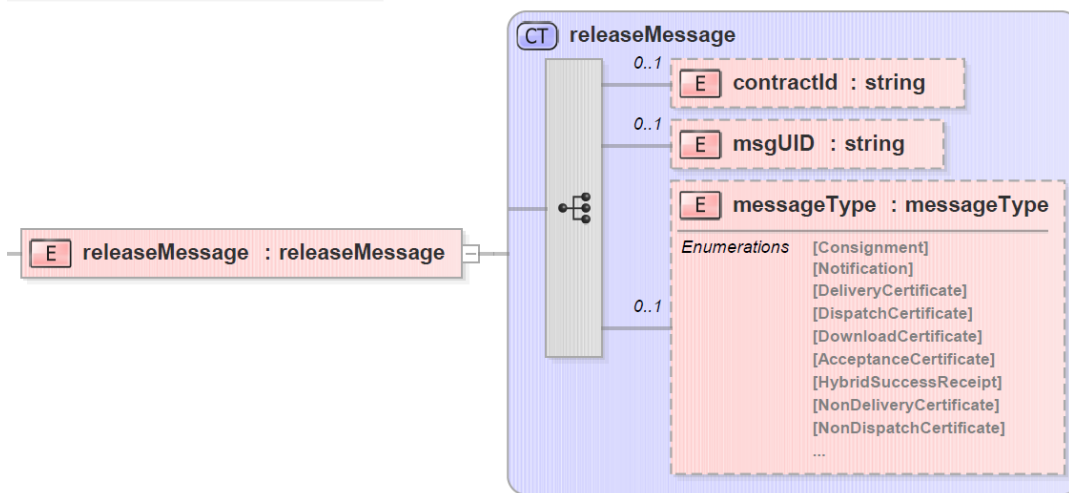 CT releaseMessage
0..1
E contractId : string
0..1
E msgUID : string
E messageType : messageType
Enumerations [Consignment]
[Notification]
[DeliveryCertificate]
[DispatchCertificate]
[DownloadCertificate]
[AcceptanceCertificate]
[HybridSuccessReceipt]
[NonDeliveryCertificate]
[NonDispatchCertificate]
...
0..1
E releaseMessage : releaseMessage